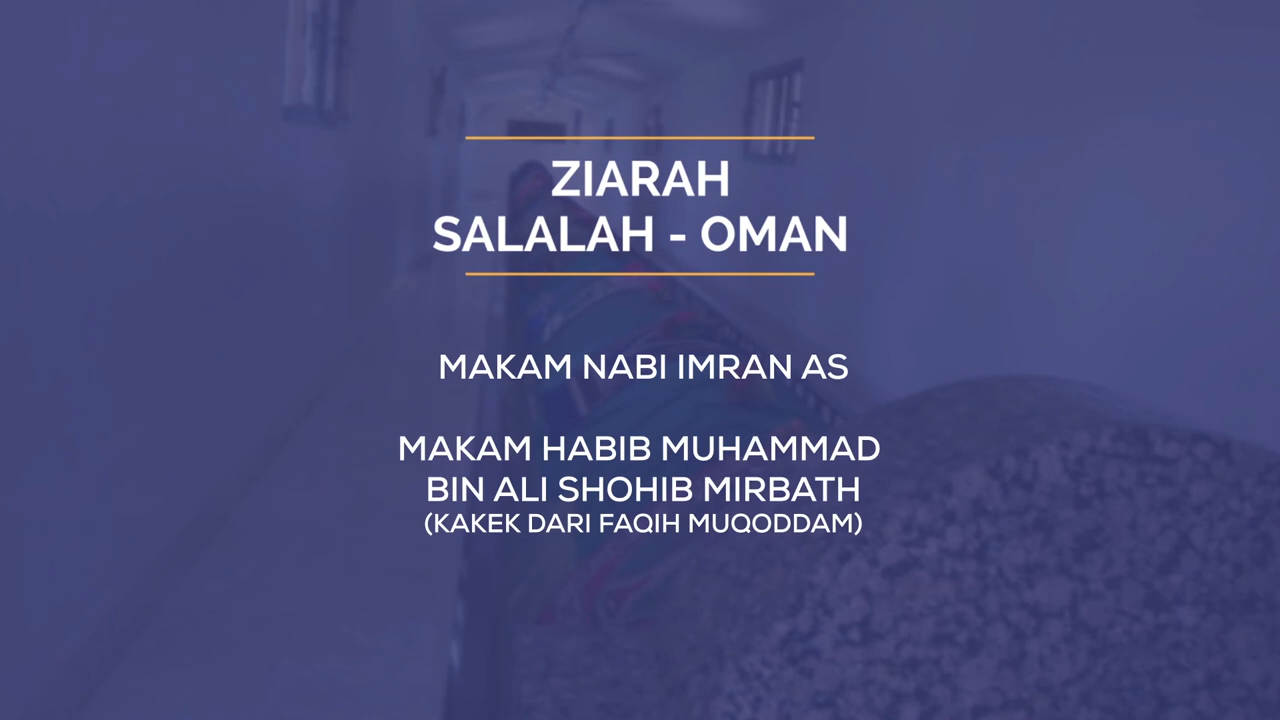 ZIARAH
SALALAH - OMAN
MAKAM NABI IMRAN AS
MAKAM HABIB MUHAMMAD
BIN ALI SHOHIB MIRBATH
(KAKEK DARI FAQIH MUQODDAM)